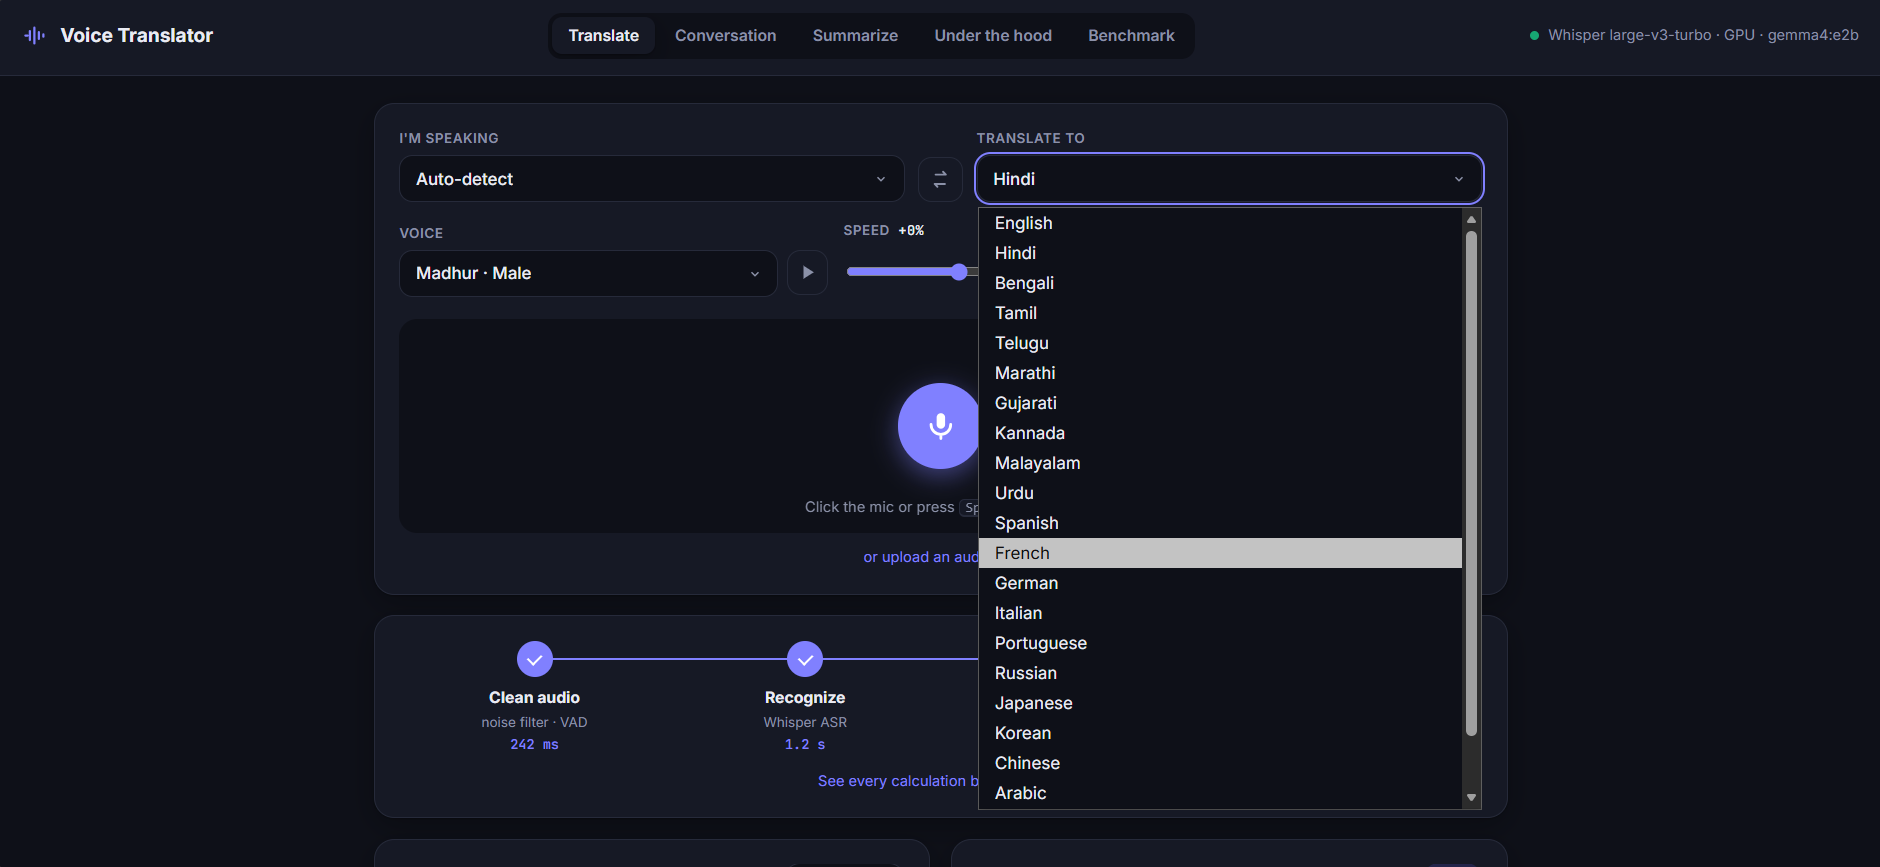 Voice Translator
Translate Conversation Summarize Under the hood Benchmark
Whisper large-v3-turbo · GPU · gemma4:e2b
I'M SPEAKING
Auto-detect
TRANSLATE TO
Hindi
VOICE
Madhur · Male
SPEED +0%
Click the mic or press
or upload an
English
Hindi
Bengali
Tamil
Telugu
Marathi
Gujarati
Kannada
Malayalam
Urdu
Spanish
French
German
Italian
Portuguese
Russian
Japanese
Korean
Chinese
Arabic
Clean audio
noise filter · VAD
242 ms
Recognize
Whisper ASR
1.2 s
See every calculation